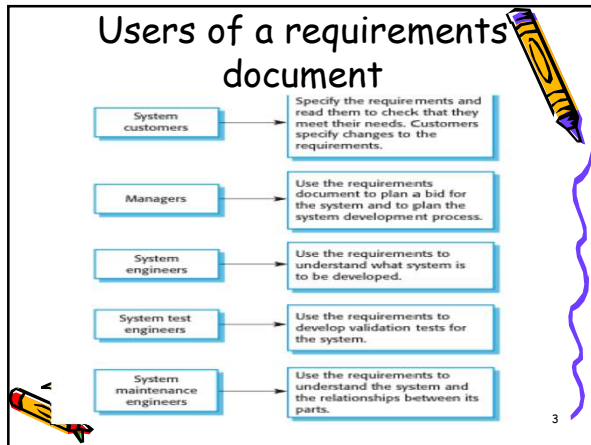 Users of a requirements
document
System
customers
Specify the requirements and
read them to check that they
meet their needs. Customers
specify changes to the
requirements.
Managers
Use the requirements
document to plan a bid for
the system and to plan the
system development process.
System
engineers
Use the requirements to
understand what system is
to be developed.
System test
engineers
Use the requirements to
develop validation tests for
the system.
System
maintenance
engineers
Use the requirements to
understand the system and
the relationships between its
parts.
3